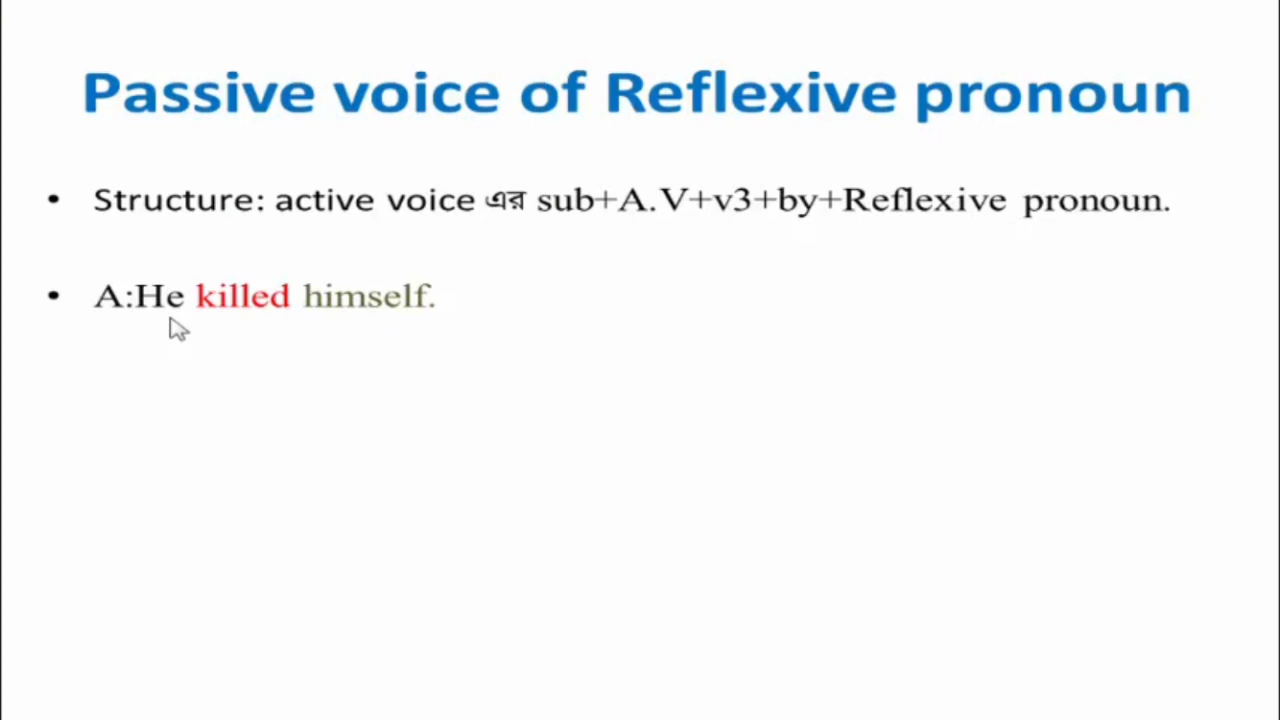 Passive voice of Reflexive pronoun
• Structure: active voice এর sub+A.V+v3+by+Reflexive pronoun.
• A:He killed himself.